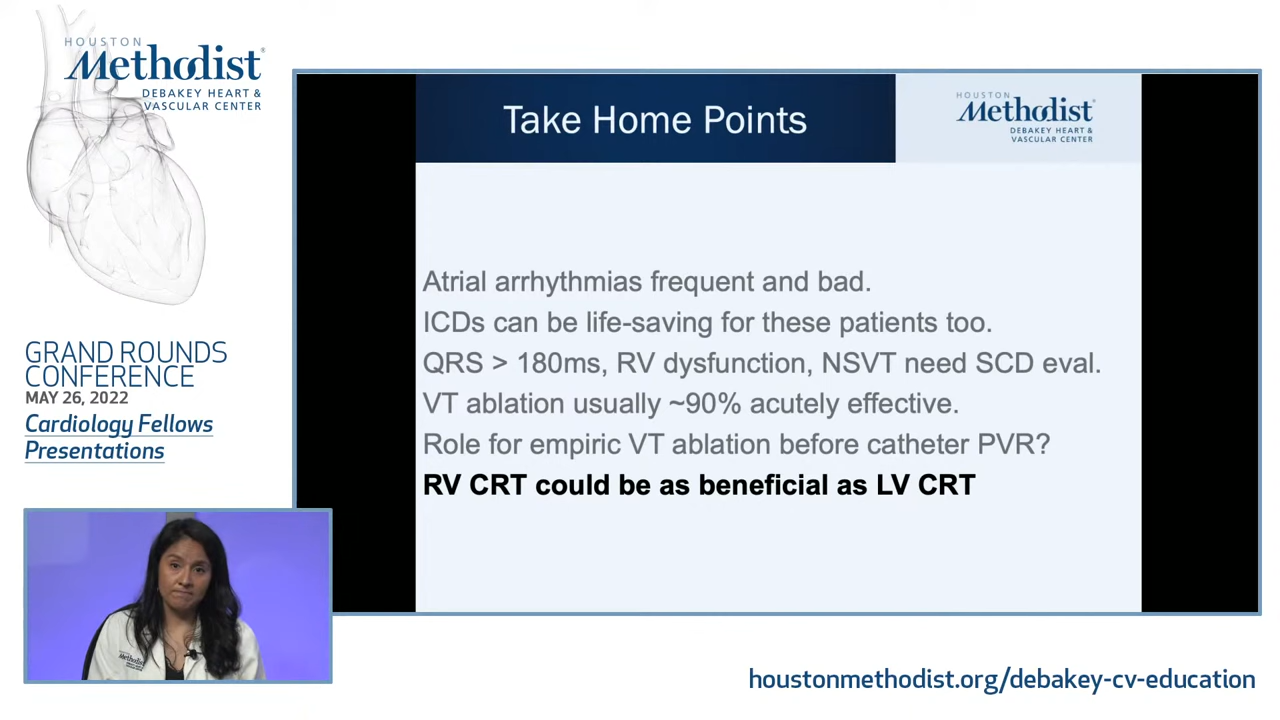 HOUSTON
Methodist®
DEBAKEY HEART &
VASCULAR CENTER
GRAND ROUNDS
CONFERENCE
MAY 26, 2022
Cardiology Fellows
Presentations
Take Home Points
HOUSTON
Methodist®
DEBAKEY HEART &
VASCULAR CENTER
Atrial arrhythmias frequent and bad.
ICDs can be life-saving for these patients too.
QRS > 180ms, RV dysfunction, NSVT need SCD eval.
VT ablation usually ~90% acutely effective.
Role for empiric VT ablation before catheter PVR?
RV CRT could be as beneficial as LV CRT
houstonmethodist.org/debakey-cv-education